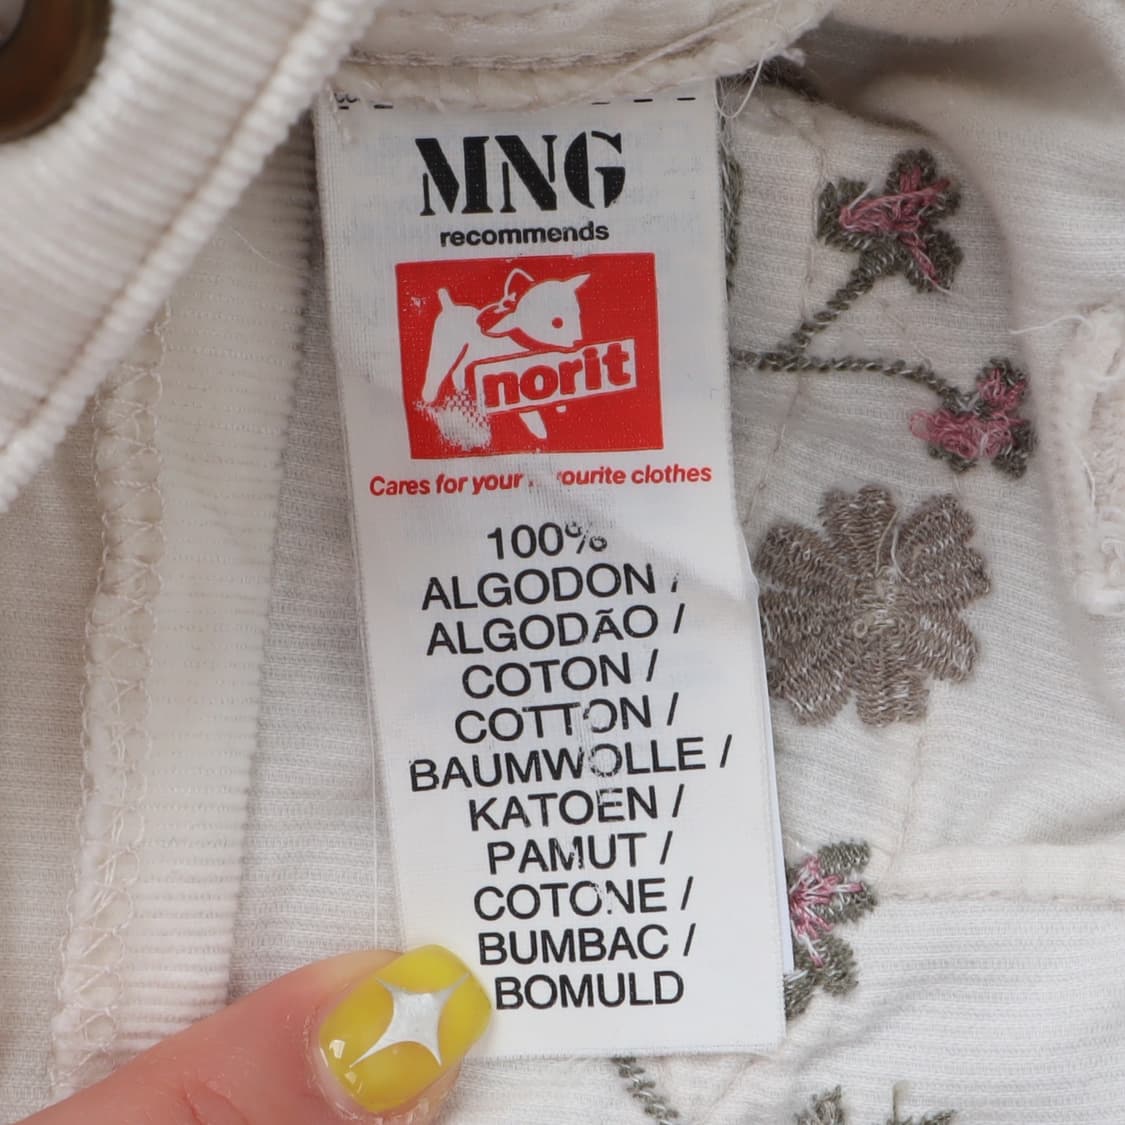 MNG
recommends
norit
Cares for your ourite clothes
100%
ALGODON /
ALGODÃO /
COTON /
COTTON /
BAUMWOLLE /
KATOEN /
PAMUT /
COTONE /
BUMBAC /
BOMULD